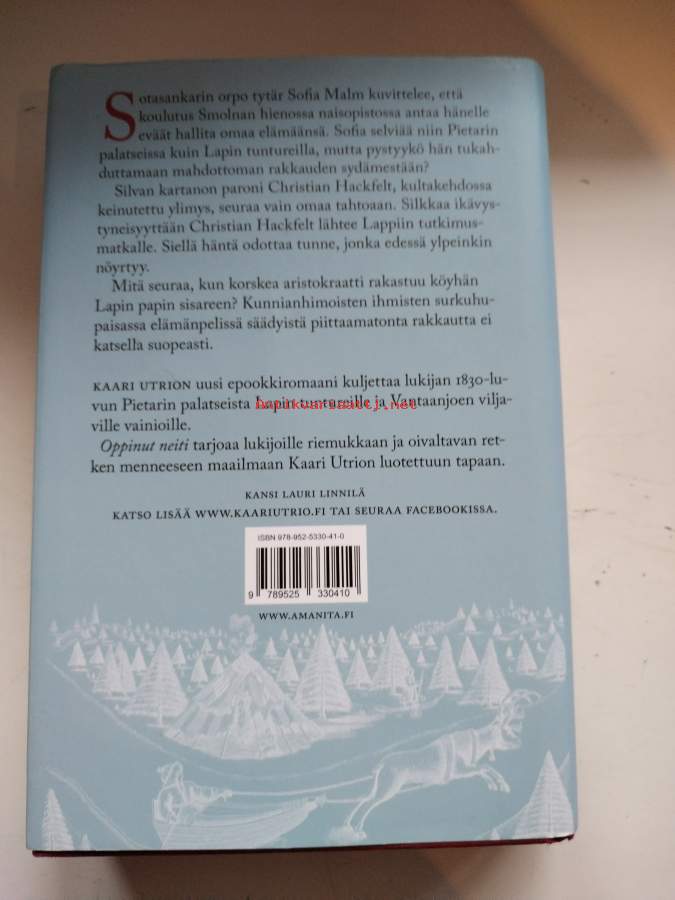 Sotasankarin orpo tytär Sofia Malm kuvittelee, että
koulutus Smolnan hienossa naisopistossa antaa hänelle
eväät hallita omaa elämäänsä. Sofia selviää niin Pietarin
palatseissa kuin Lapin tuntureilla, mutta pystyykö hän tukah-
duttamaan mahdottoman rakkauden sydämestään?
Silvan kartanon paroni Christian Hackfelt, kultakehdossa
keinutettu ylimys, seuraa vain omaa tahtoaan. Silkkaa ikävys-
tyneisyyttään Christian Hackfelt lähtee Lappiin tutkimus-
matkalle. Siellä häntä odottaa tunne, jonka edessä ylpeinkin
nöyrtyy.
Mitä seuraa, kun korskea aristokraatti rakastuu köyhän
Lapin papin sisareen? Kunnianhimoisten ihmisten surkuhu-
paisassa elämänpelissä säädyistä piittaamatonta rakkautta ei
katsella suopeasti.
KAARI UTRION uusi epookkiromaani kuljettaa lukijan 1830-lu-
vun Pietarin palatseista Lapin tuntureille ja Vantaanjoen vilja-
antikvariaattj.net
ville vainioille.
Oppinut neiti tarjoaa lukijoille riemukkaan ja oivaltavan ret-
ken menneeseen maailmaan Kaari Utrion luotettuun tapaan.
KANSI LAURI LINNILÄ
KATSO LISÄÄ WWW.KAARIUTRIO.FI TAI SEURAA FACEBOOKISSA.
ISBN 978-952-5330-41-0
9 789525 330410
WWW.AMANITA.FI